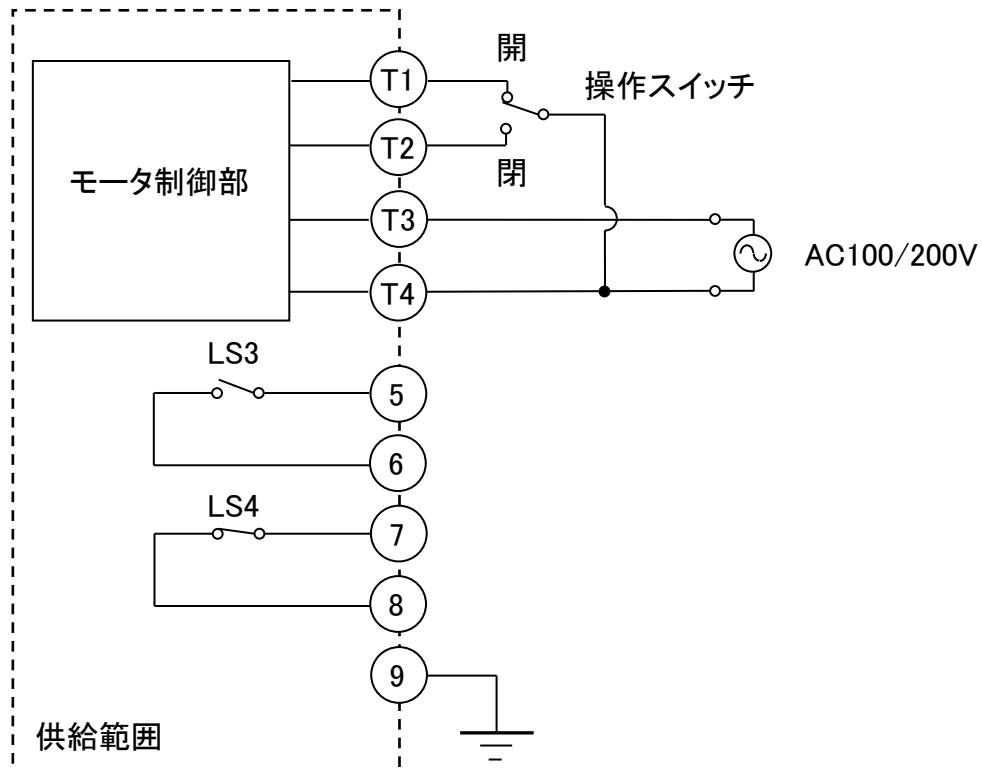 開
T1
操作スイッチ
T2
モータ制御部
閉
T3
AC100/200V
T4
LS3
5
6
LS4
7
8
9
供給範囲